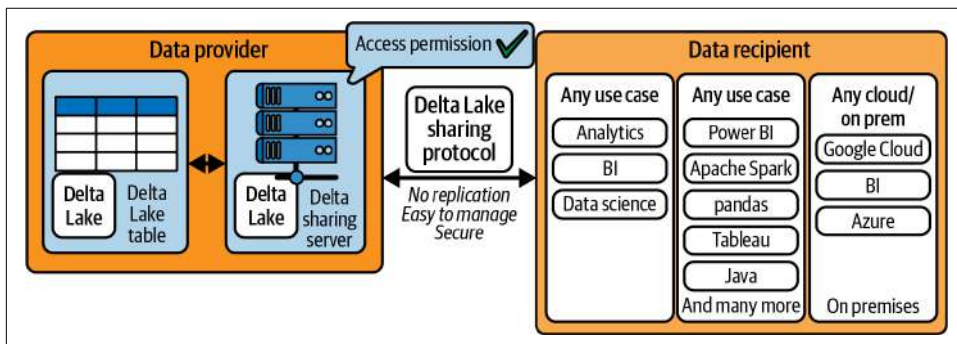 Data provider
Access permission
Data recipient
Delta
Lake
Delta
Lake
table
Delta
Lake
Delta
sharing
server
Delta Lake
sharing
protocol
No replication
Easy to manage
Secure
Any use case
Analytics
BI
Data science
Any use case
Power BI
Apache Spark
pandas
Tableau
Java
And many more
Any cloud/
on prem
Google Cloud
BI
Azure
On premises